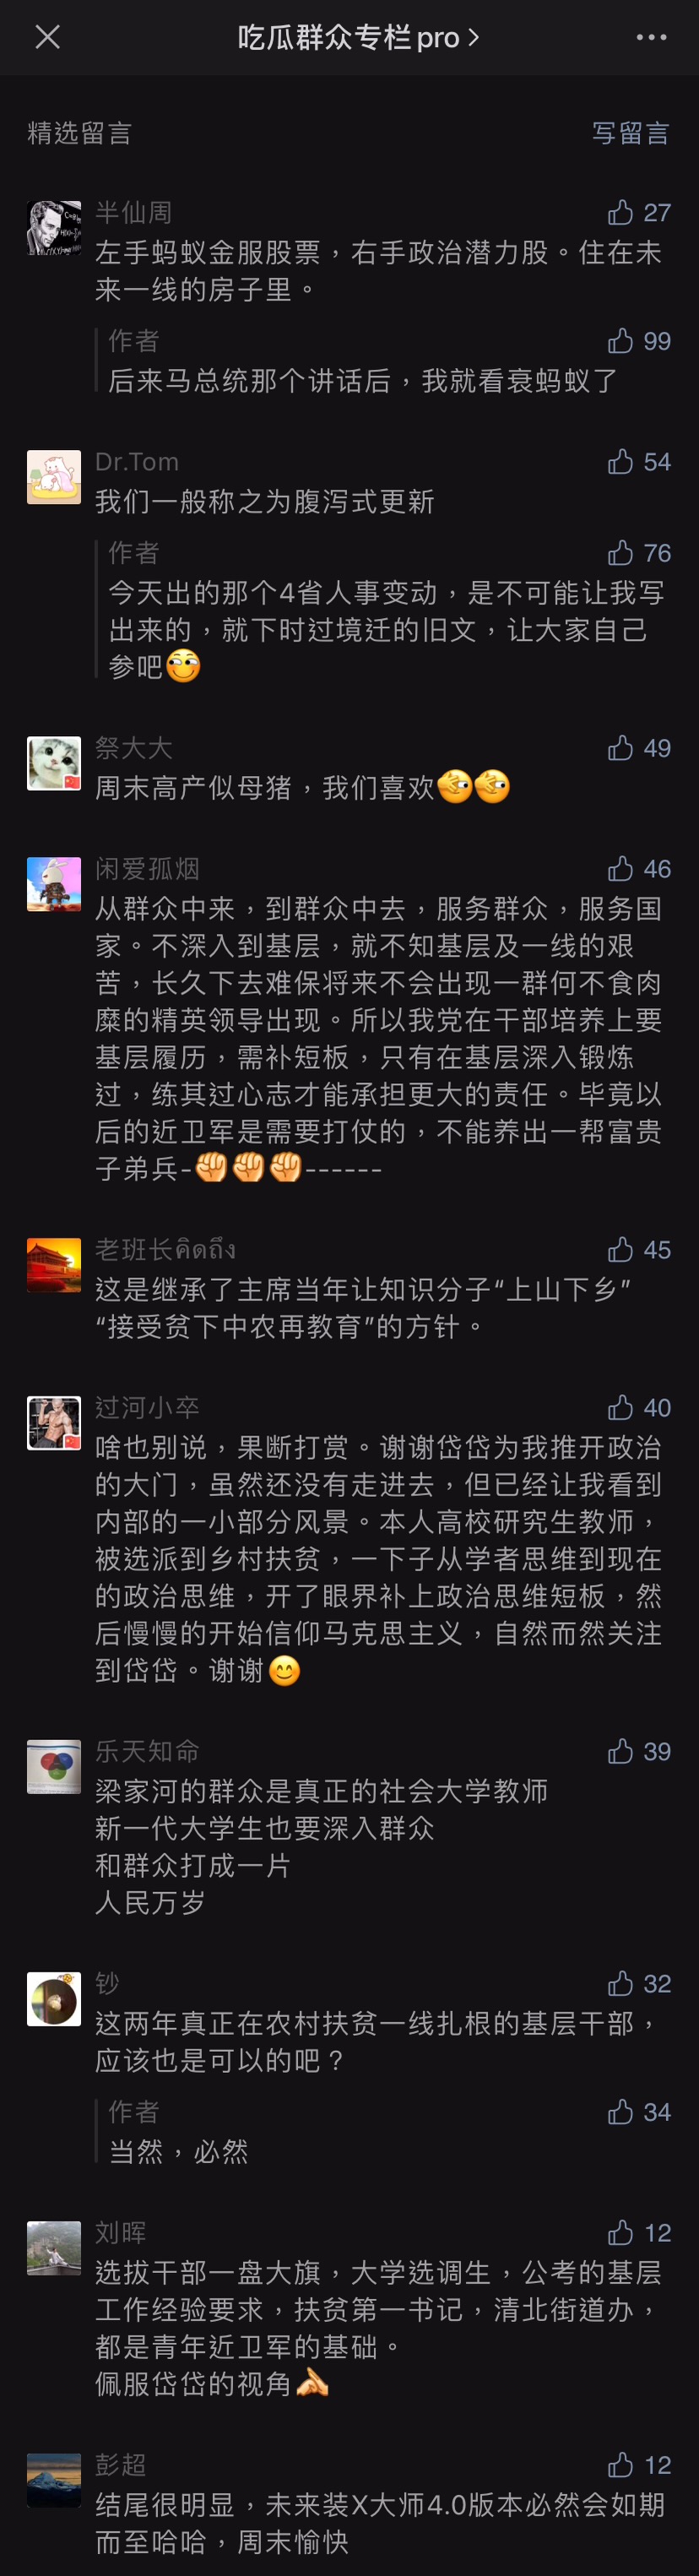 吃瓜群众专栏pro
精选留言
写留言
半仙周
27
左手蚂蚁金服股票，右手政治潜力股。住在未
来一线的房子里。
作者
99
后来马总统那个讲话后，我就看衰蚂蚁了
Dr.Tom
54
我们一般称之为腹泻式更新
作者
76
今天出的那个4省人事变动，是不可能让我写
出来的，就下时过境迁的旧文，让大家自己
参吧
祭大大
49
周末高产似母猪，我们喜欢
闲爱孤烟
46
从群众中来，到群众中去，服务群众，服务国
家。不深入到基层，就不知基层及一线的艰
苦，长久下去难保将来不会出现一群何不食肉
糜的精英领导出现。所以我党在干部培养上要
基层履历，需补短板，只有在基层深入锻炼
过，练其过心志才能承担更大的责任。毕竟以
后的近卫军是需要打仗的，不能养出一帮富贵
子弟兵-✊✊✊------
老班长คิดถึง
45
这是继承了主席当年让知识分子“上山下乡”
“接受贫下中农再教育”的方针。
过河小卒
40
啥也别说，果断打赏。谢谢岱岱为我推开政治
的大门，虽然还没有走进去，但已经让我看到
内部的一小部分风景。本人高校研究生教师，
被选派到乡村扶贫，一下子从学者思维到现在
的政治思维，开了眼界补上政治思维短板，然
后慢慢的开始信仰马克思主义，自然而然关注
到岱岱。谢谢😊
乐天知命
39
梁家河的群众是真正的社会大学教师
新一代大学生也要深入群众
和群众打成一片
人民万岁
钞
32
这两年真正在农村扶贫一线扎根的基层干部，
应该也是可以的吧？
作者
34
当然，必然
刘晖
12
选拔干部一盘大旗，大学选调生，公考的基层
工作经验要求，扶贫第一书记，清北街道办，
都是青年近卫军的基础。
佩服岱岱的视角🙏
彭超
12
结尾很明显，未来装X大师4.0版本必然会如期
而至哈哈，周末愉快